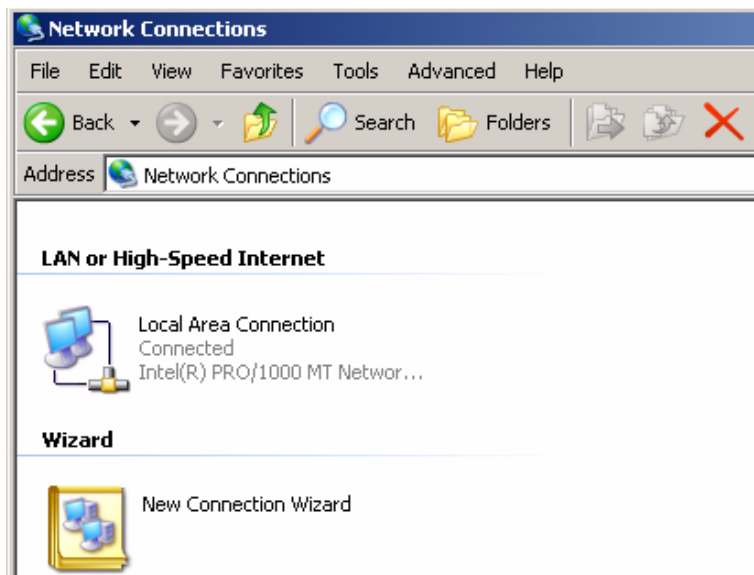 Network Connections
File Edit View Favorites Tools Advanced Help
Back Search Folders
Address Network Connections
LAN or High-Speed Internet
Local Area Connection
Connected
Intel(R) PRO/1000 MT Networ...
Wizard
New Connection Wizard